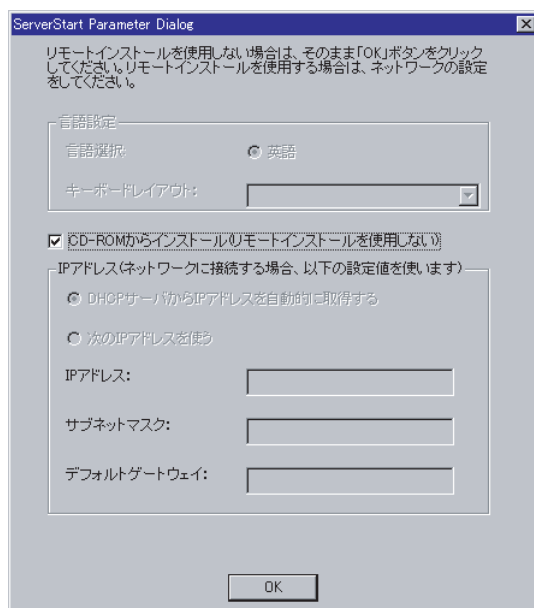 ServerStart Parameter Dialog
リモートインストールを使用しない場合は、そのまま「OK」ボタンをクリック
してください。リモートインストールを使用する場合は、ネットワークの設定
をしてください。
言語設定
言語選択:
英語
キーボードレイアウト:
CD-ROMからインストール(リモートインストールを使用しない)
IPアドレス(ネットワークに接続する場合、以下の設定値を使います)
DHCPサーバからIPアドレスを自動的に取得する
次のIPアドレスを使う
IPアドレス:
サブネットマスク:
デフォルトゲートウェイ:
OK